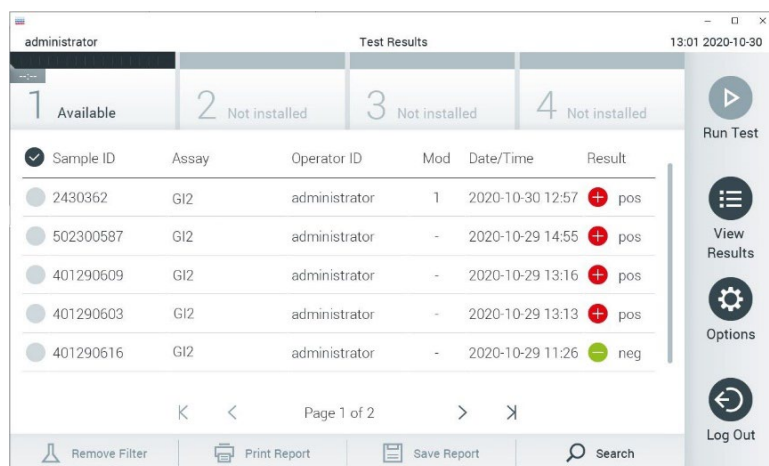 administrator Test Results 13:01 2020-10-30
--:--
1 Available 2 Not installed 3 Not installed 4 Not installed
Run Test
Sample ID Assay Operator ID Mod Date/Time Result
2430362 GI2 administrator 1 2020-10-30 12:57 pos
502300587 GI2 administrator - 2020-10-29 14:55 pos
View
Results
401290609 GI2 administrator - 2020-10-29 13:16 pos
401290603 GI2 administrator - 2020-10-29 13:13 pos
Options
401290616 GI2 administrator - 2020-10-29 11:26 neg
Page 1 of 2
Log Out
Remove Filter Print Report Save Report Search